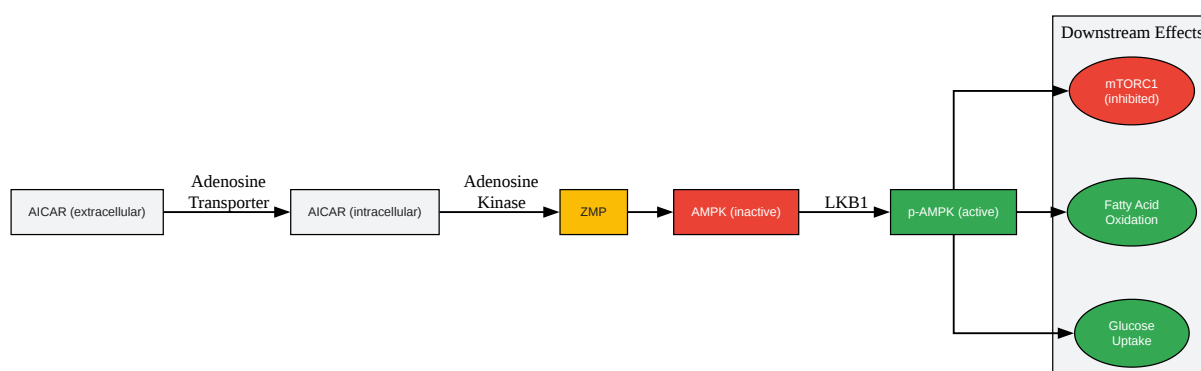 Downstream Effects
mTORC1
(inhibited)
AICAR (extracellular)
Adenosine
Transporter
AICAR (intracellular)
Adenosine
Kinase
ZMP
AMPK (inactive)
LKB1
p-AMPK (active)
Fatty Acid
Oxidation
Glucose
Uptake